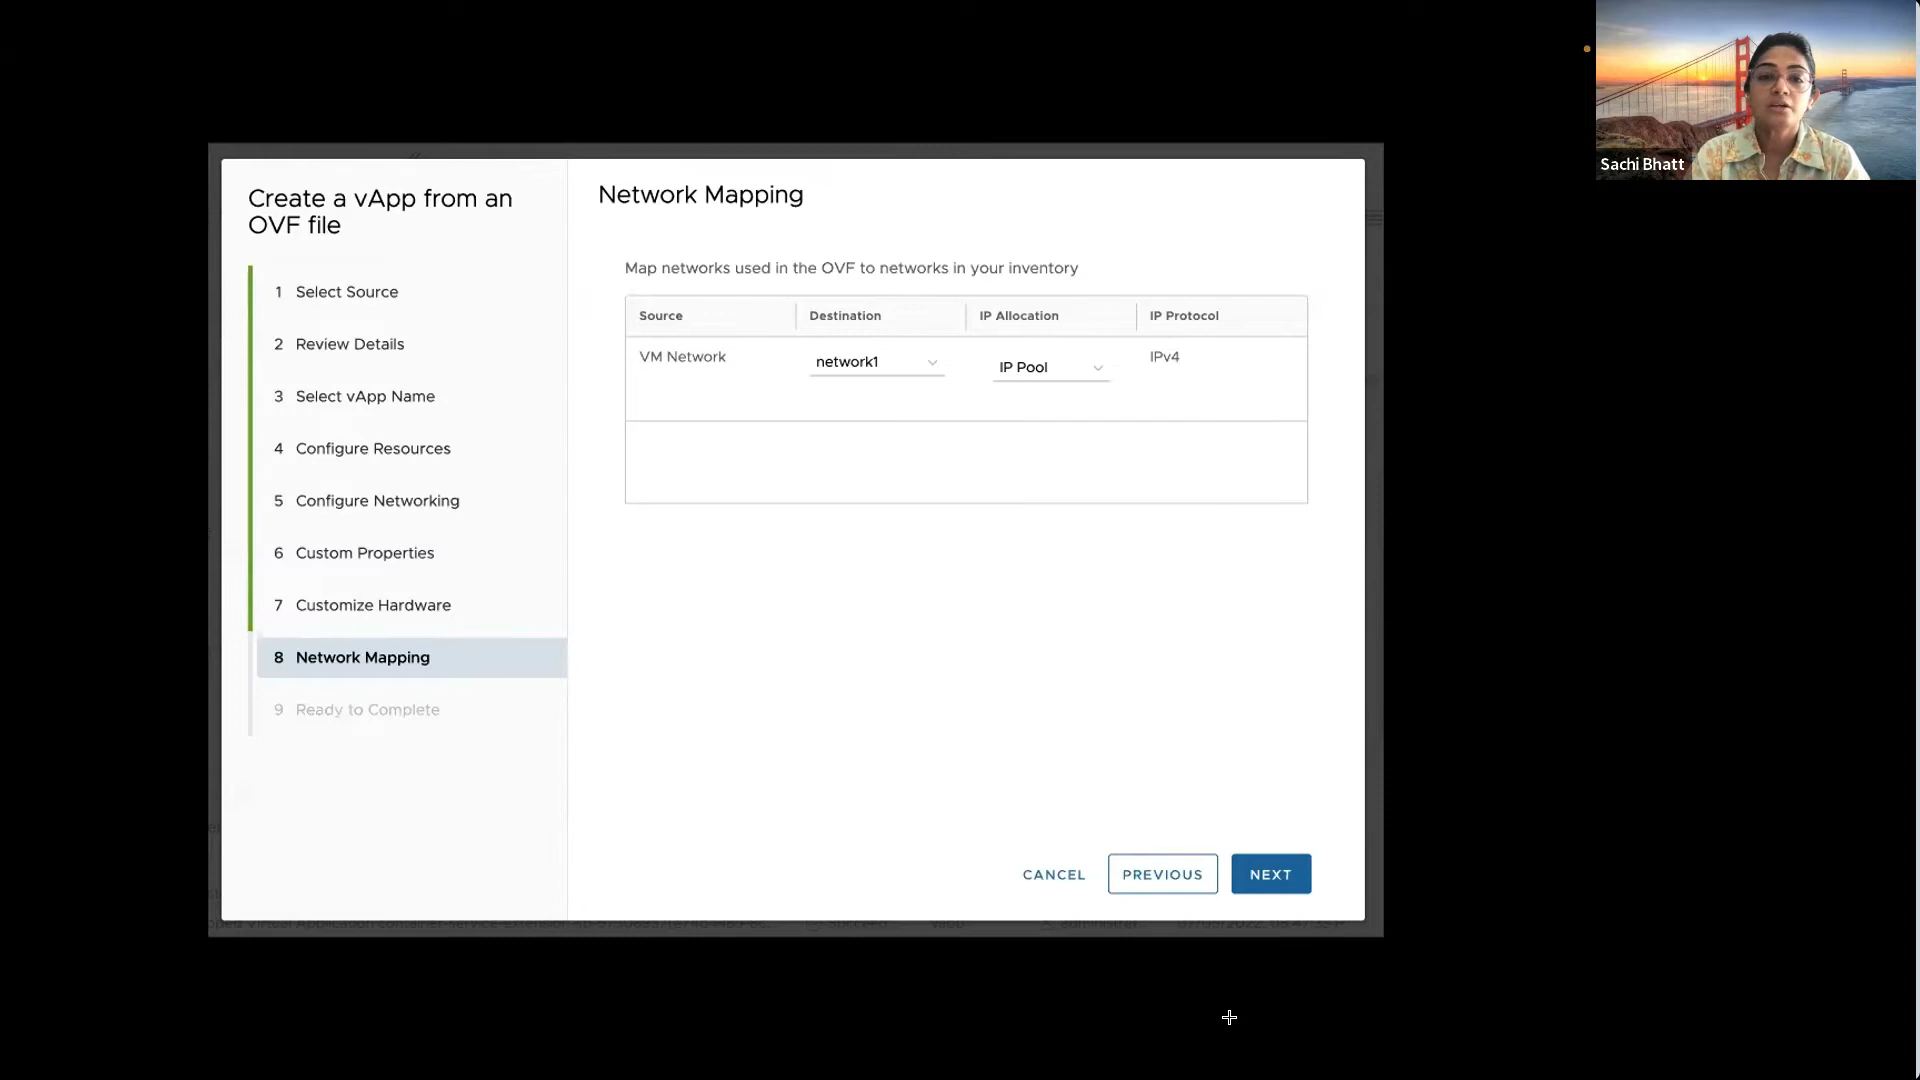 Sachi Bhatt
Create a vApp from an
OVF file
1 Select Source
2 Review Details
3 Select vApp Name
4 Configure Resources
5 Configure Networking
6 Custom Properties
7 Customize Hardware
8 Network Mapping
9 Ready to Complete
Network Mapping
Map networks used in the OVF to networks in your inventory
Source Destination IP Allocation IP Protocol
VM Network network1 IP Pool IPv4
CANCEL PREVIOUS NEXT